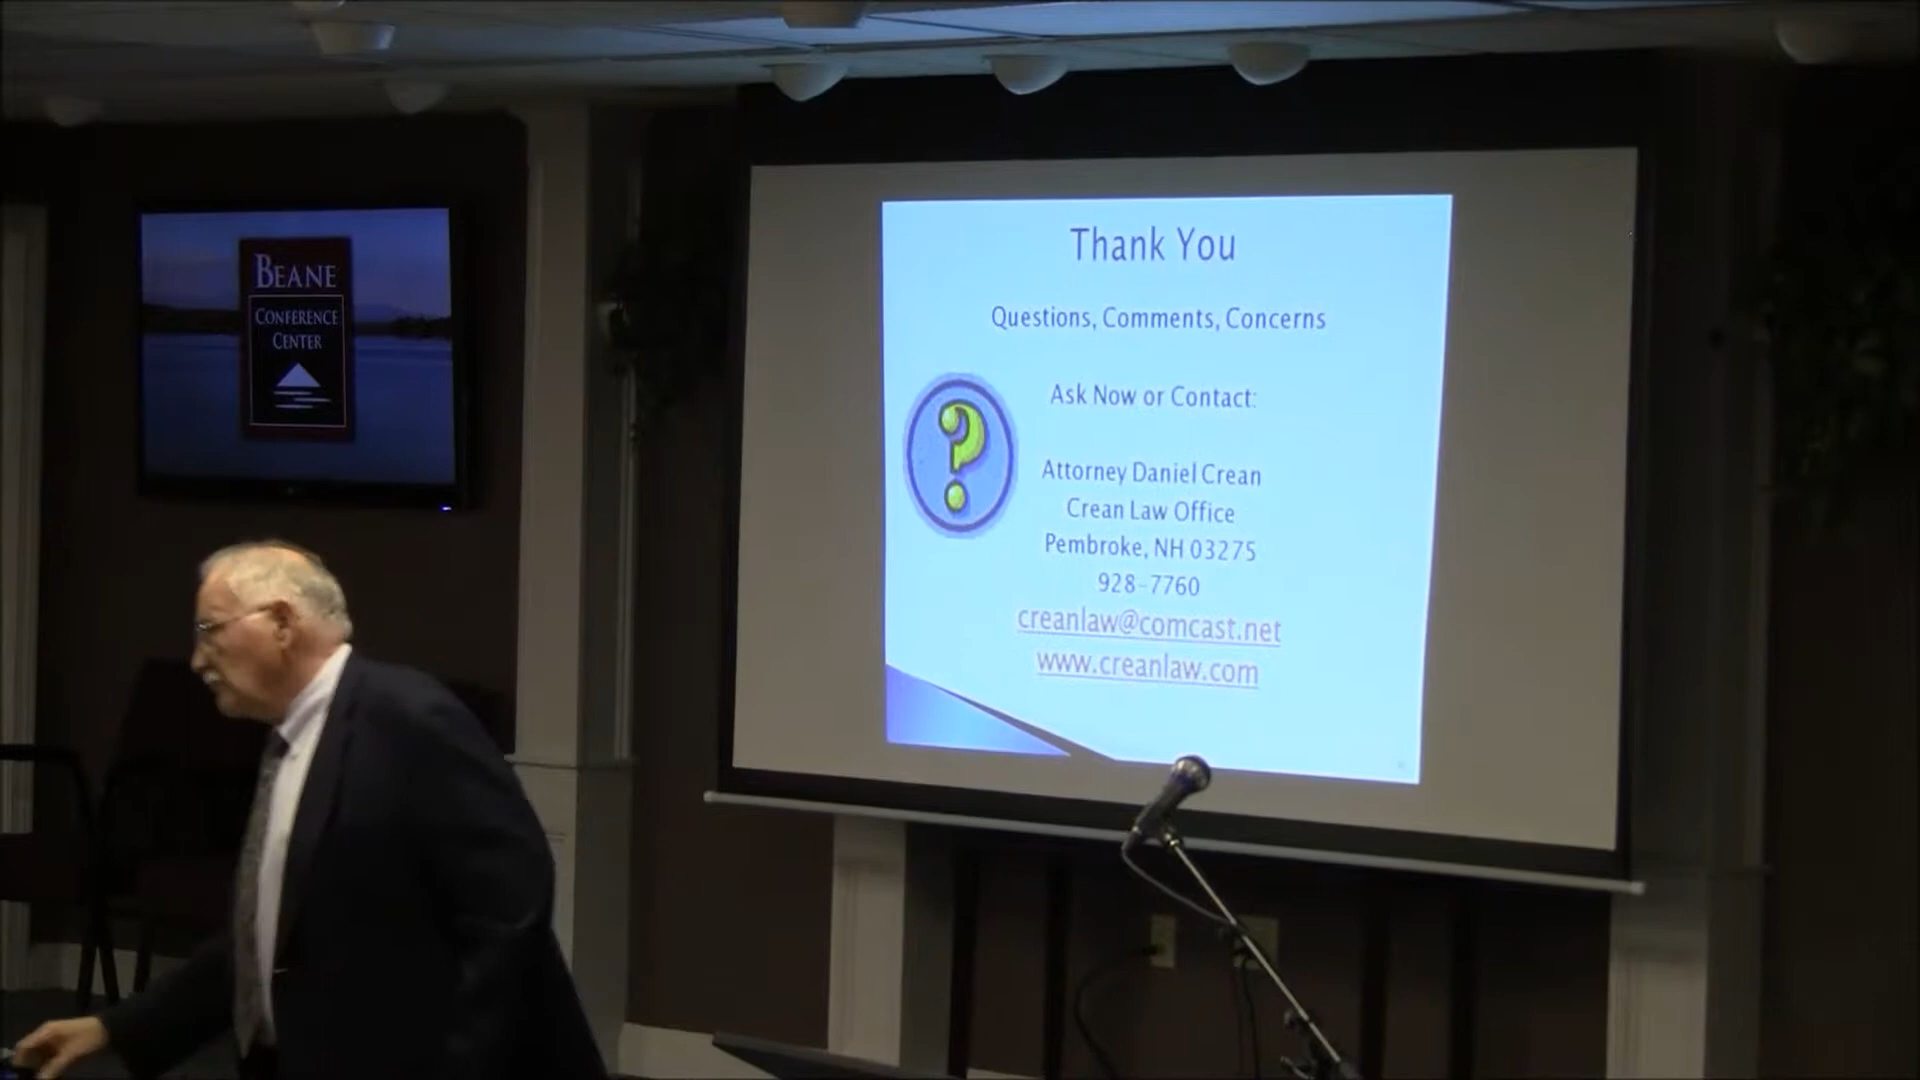 BEANE
CONFERENCE
CENTER
Thank You
Questions, Comments, Concerns
Ask Now or Contact:
Attorney Daniel Crean
Crean Law Office
Pembroke, NH 03275
928-7760
creanlaw@comcast.net
www.creanlaw.com